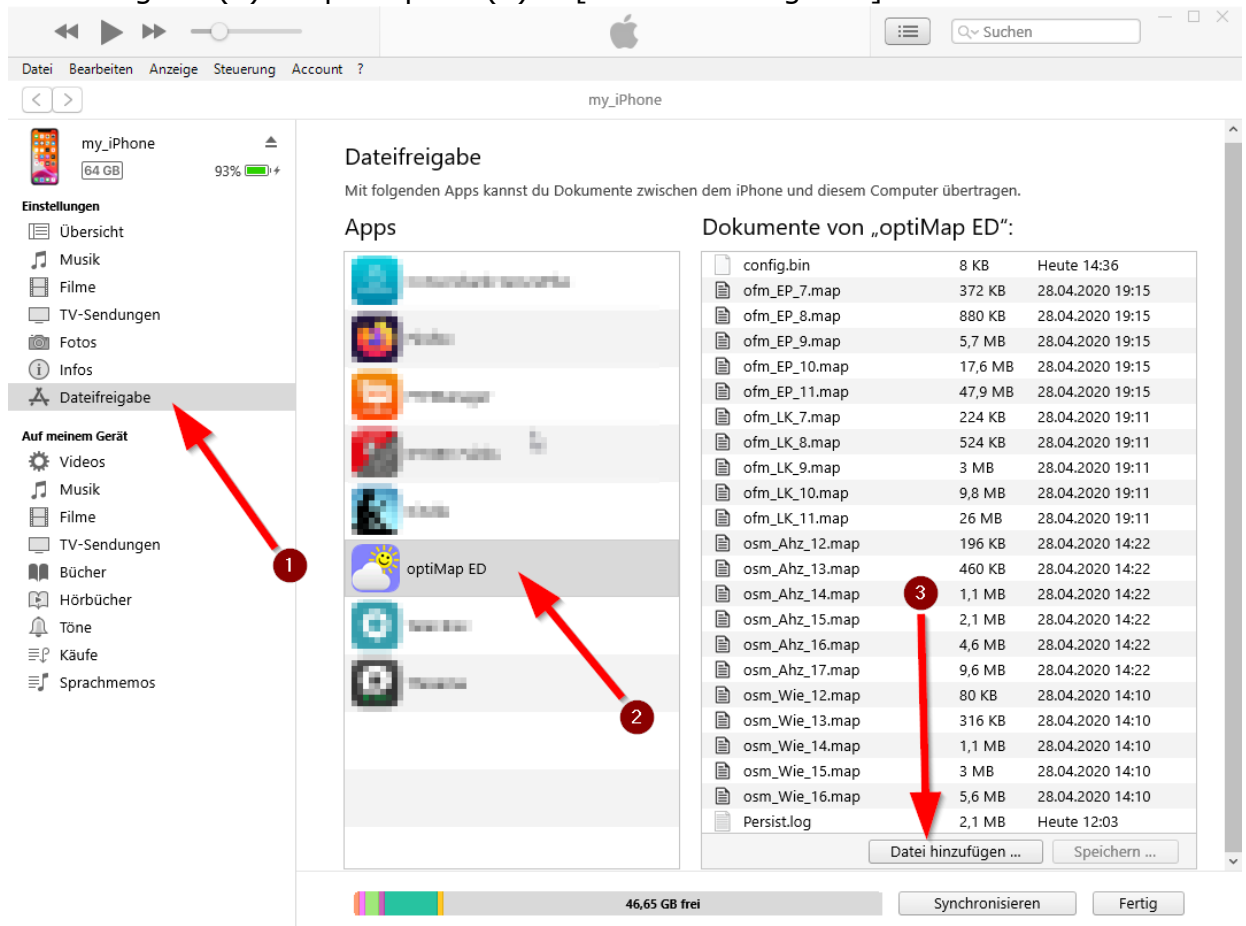 Suchen
Datei Bearbeiten Anzeige Steuerung Account ?
my_iPhone
my_iPhone
64 GB 93%
Einstellungen
Übersicht
Musik
Filme
TV-Sendungen
Fotos
Infos
Dateifreigabe
Auf meinem Gerät
Videos
Musik
Filme
TV-Sendungen
Bücher
Hörbücher
Töne
Käufe
Sprachmemos
1
Dateifreigabe
Mit folgenden Apps kannst du Dokumente zwischen dem iPhone und diesem Computer übertragen.
Apps
optiMap ED
2
Dokumente von „optiMap ED“:
config.bin 8 KB Heute 14:36
ofm_EP_7.map 372 KB 28.04.2020 19:15
ofm_EP_8.map 880 KB 28.04.2020 19:15
ofm_EP_9.map 5,7 MB 28.04.2020 19:15
ofm_EP_10.map 17,6 MB 28.04.2020 19:15
ofm_EP_11.map 47,9 MB 28.04.2020 19:15
ofm_LK_7.map 224 KB 28.04.2020 19:11
ofm_LK_8.map 524 KB 28.04.2020 19:11
ofm_LK_9.map 3 MB 28.04.2020 19:11
ofm_LK_10.map 9,8 MB 28.04.2020 19:11
ofm_LK_11.map 26 MB 28.04.2020 19:11
osm_Ahz_12.map 196 KB 28.04.2020 14:22
osm_Ahz_13.map 460 KB 28.04.2020 14:22
osm_Ahz_14.map 3 1,1 MB 28.04.2020 14:22
osm_Ahz_15.map 2,1 MB 28.04.2020 14:22
osm_Ahz_16.map 4,6 MB 28.04.2020 14:22
osm_Ahz_17.map 9,6 MB 28.04.2020 14:22
osm_Wie_12.map 80 KB 28.04.2020 14:10
osm_Wie_13.map 316 KB 28.04.2020 14:10
osm_Wie_14.map 1,1 MB 28.04.2020 14:10
osm_Wie_15.map 3 MB 28.04.2020 14:10
osm_Wie_16.map 5,6 MB 28.04.2020 14:10
Persist.log 2,1 MB Heute 12:03
Datei hinzufügen ... Speichern ...
46,65 GB frei Synchronisieren Fertig